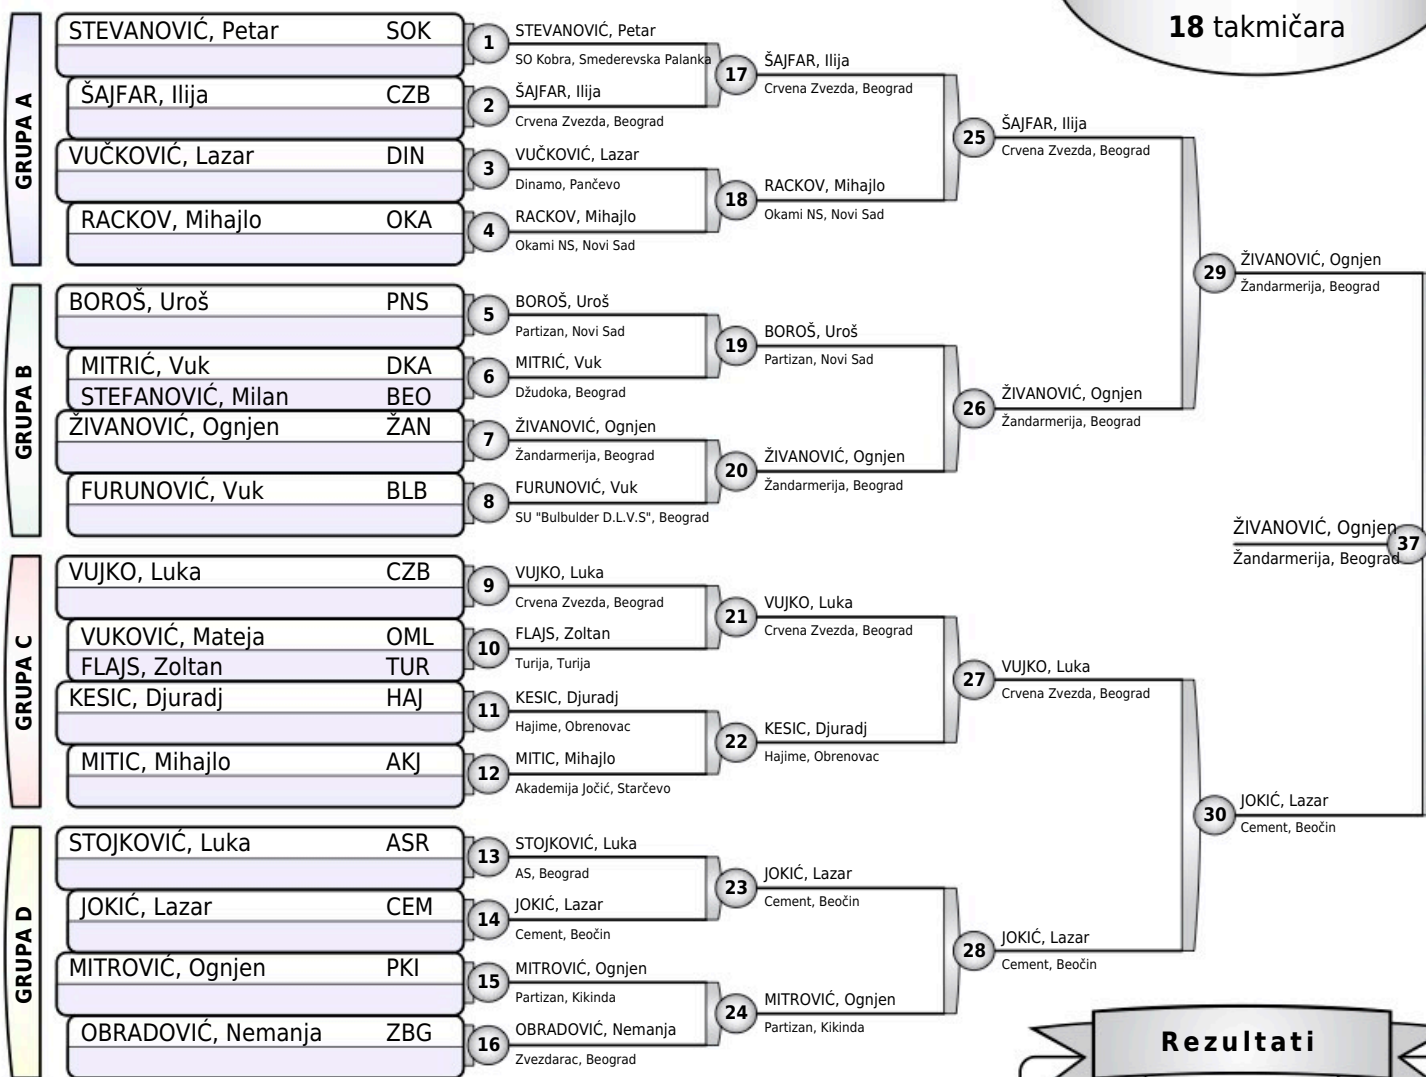 18 takmičara
GRUPA A
STEVANOVIĆ, Petar SOK
ŠAJFAR, Ilija CZB
VUČKOVIĆ, Lazar DIN
RACKOV, Mihajlo OKA
GRUPA B
BOROŠ, Uroš PNS
MITRIĆ, Vuk DKA
STEFANOVIĆ, Milan BEO
ŽIVANOVIĆ, Ognjen ŽAN
FURUNOVIĆ, Vuk BLB
GRUPA C
VUJKO, Luka CZB
VUKOVIĆ, Mateja OML
FLAJS, Zoltan TUR
KESIC, Djuradj HAJ
MITIC, Mihajlo AKJ
GRUPA D
STOJKOVIĆ, Luka ASR
JOKIĆ, Lazar CEM
MITROVIĆ, Ognjen PKI
OBRADOVIĆ, Nemanja ZBG
1 STEVANOVIĆ, Petar
SO Kobra, Smederevska Palanka
2 ŠAJFAR, Ilija
Crvena Zvezda, Beograd
3 VUČKOVIĆ, Lazar
Dinamo, Pančevo
4 RACKOV, Mihajlo
Okami NS, Novi Sad
5 BOROŠ, Uroš
Partizan, Novi Sad
6 MITRIĆ, Vuk
Džudoka, Beograd
7 ŽIVANOVIĆ, Ognjen
Žandarmerija, Beograd
8 FURUNOVIĆ, Vuk
SU "Bulbulder D.L.V.S", Beograd
9 VUJKO, Luka
Crvena Zvezda, Beograd
10 FLAJS, Zoltan
Turija, Turija
11 KESIC, Djuradj
Hajime, Obrenovac
12 MITIC, Mihajlo
Akademija Jočić, Starčevo
13 STOJKOVIĆ, Luka
AS, Beograd
14 JOKIĆ, Lazar
Cement, Beočin
15 MITROVIĆ, Ognjen
Partizan, Kikinda
16 OBRADOVIĆ, Nemanja
Zvezdarac, Beograd
17 ŠAJFAR, Ilija
Crvena Zvezda, Beograd
18 RACKOV, Mihajlo
Okami NS, Novi Sad
19 BOROŠ, Uroš
Partizan, Novi Sad
20 ŽIVANOVIĆ, Ognjen
Žandarmerija, Beograd
21 VUJKO, Luka
Crvena Zvezda, Beograd
22 KESIC, Djuradj
Hajime, Obrenovac
23 JOKIĆ, Lazar
Cement, Beočin
24 MITROVIĆ, Ognjen
Partizan, Kikinda
25 ŠAJFAR, Ilija
Crvena Zvezda, Beograd
26 ŽIVANOVIĆ, Ognjen
Žandarmerija, Beograd
27 VUJKO, Luka
Crvena Zvezda, Beograd
28 JOKIĆ, Lazar
Cement, Beočin
29 ŽIVANOVIĆ, Ognjen
Žandarmerija, Beograd
30 JOKIĆ, Lazar
Cement, Beočin
ŽIVANOVIĆ, Ognjen 37
Žandarmerija, Beograd
Rezultati